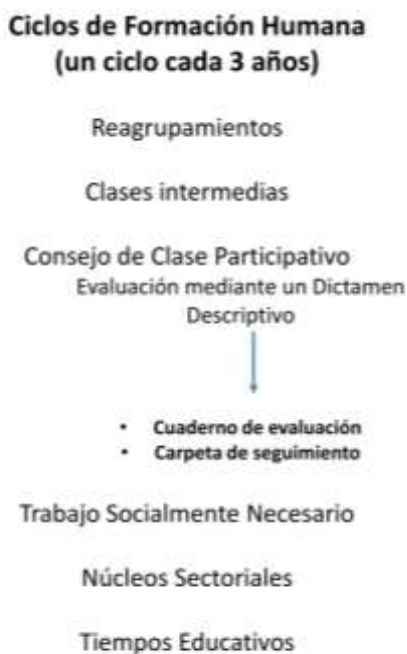 Ciclos de Formación Humana
(un ciclo cada 3 años)
Reagrupamientos
Clases intermedias
Consejo de Clase Participativo
Evaluación mediante un Dictamen
Descriptivo
• Cuaderno de evaluación
• Carpeta de seguimiento
Trabajo Socialmente Necesario
Núcleos Sectoriales
Tiempos Educativos